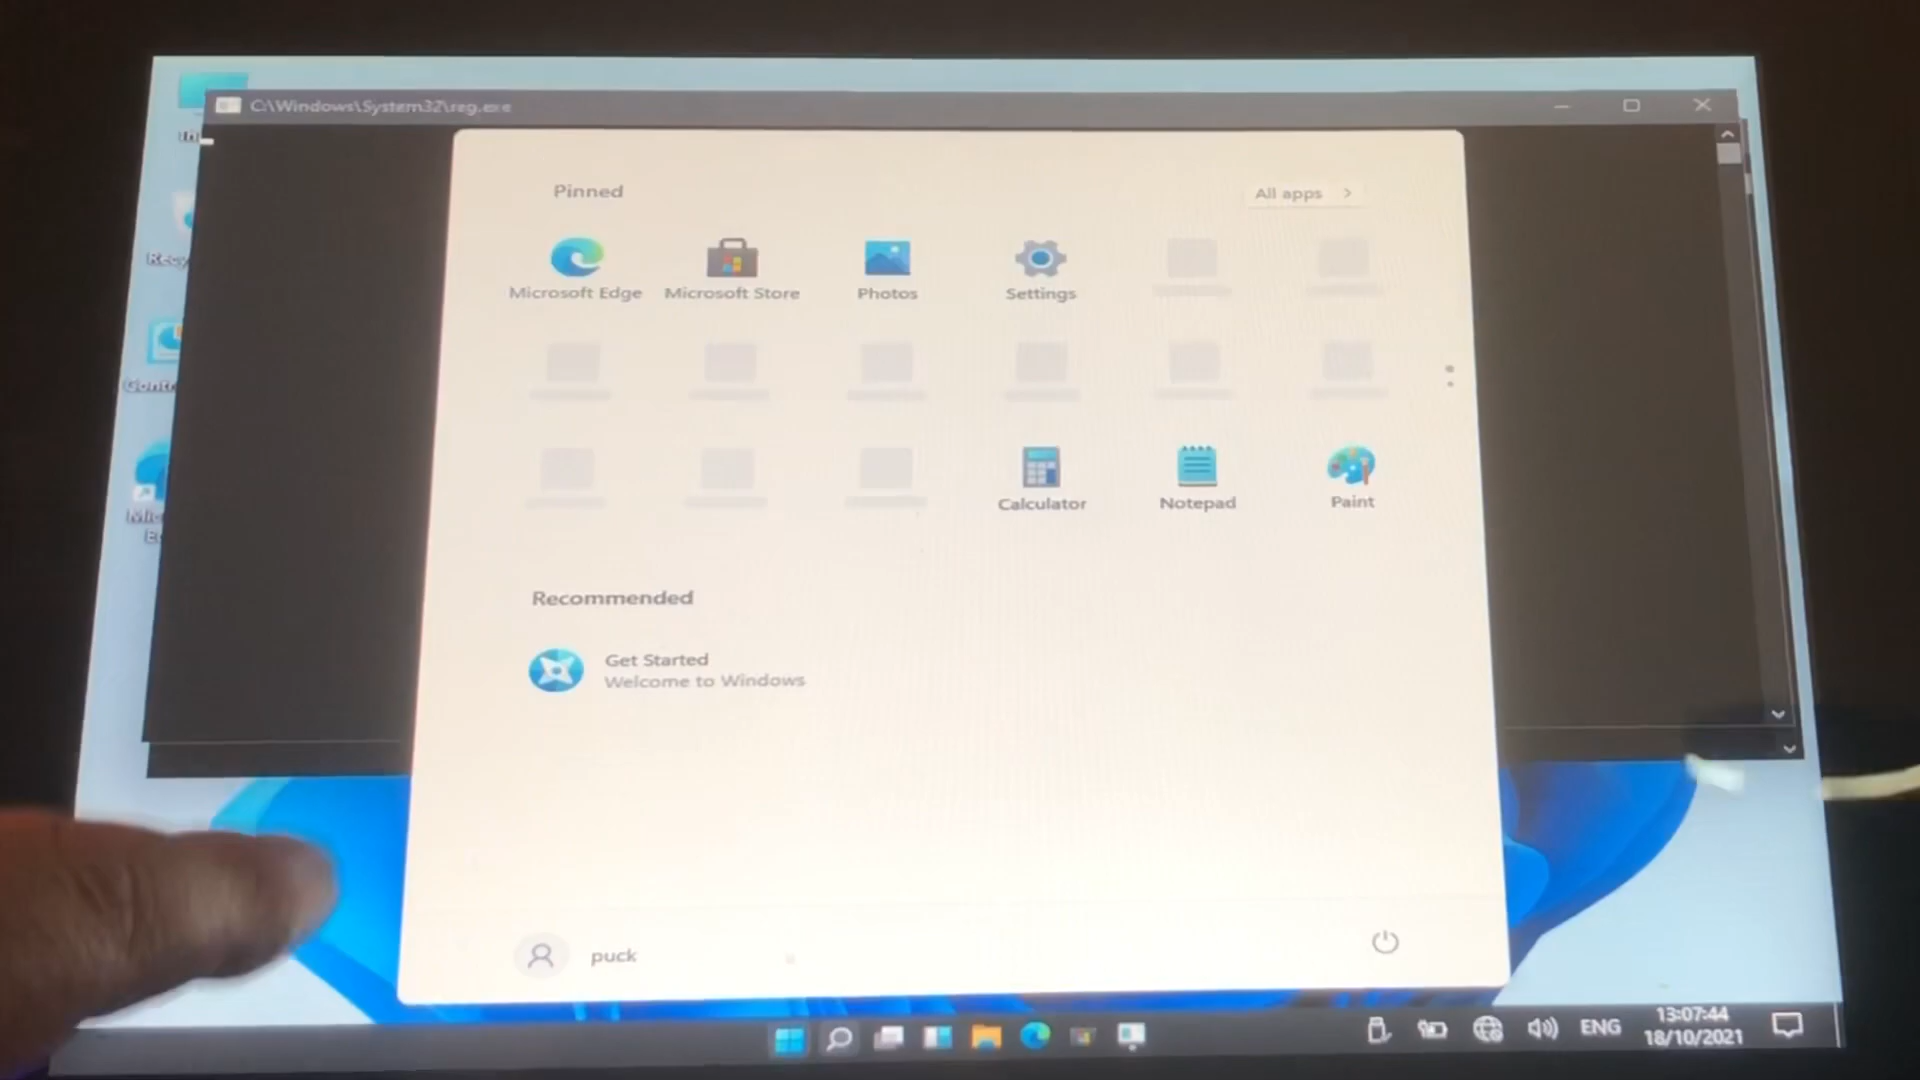 C:\Windows\System32\reg.exe
Pinned
All apps
Microsoft Edge
Microsoft Store
Photos
Settings
Calculator
Notepad
Paint
Recommended
Get Started
Welcome to Windows
puck
ENG
13:07:44
18/10/2021